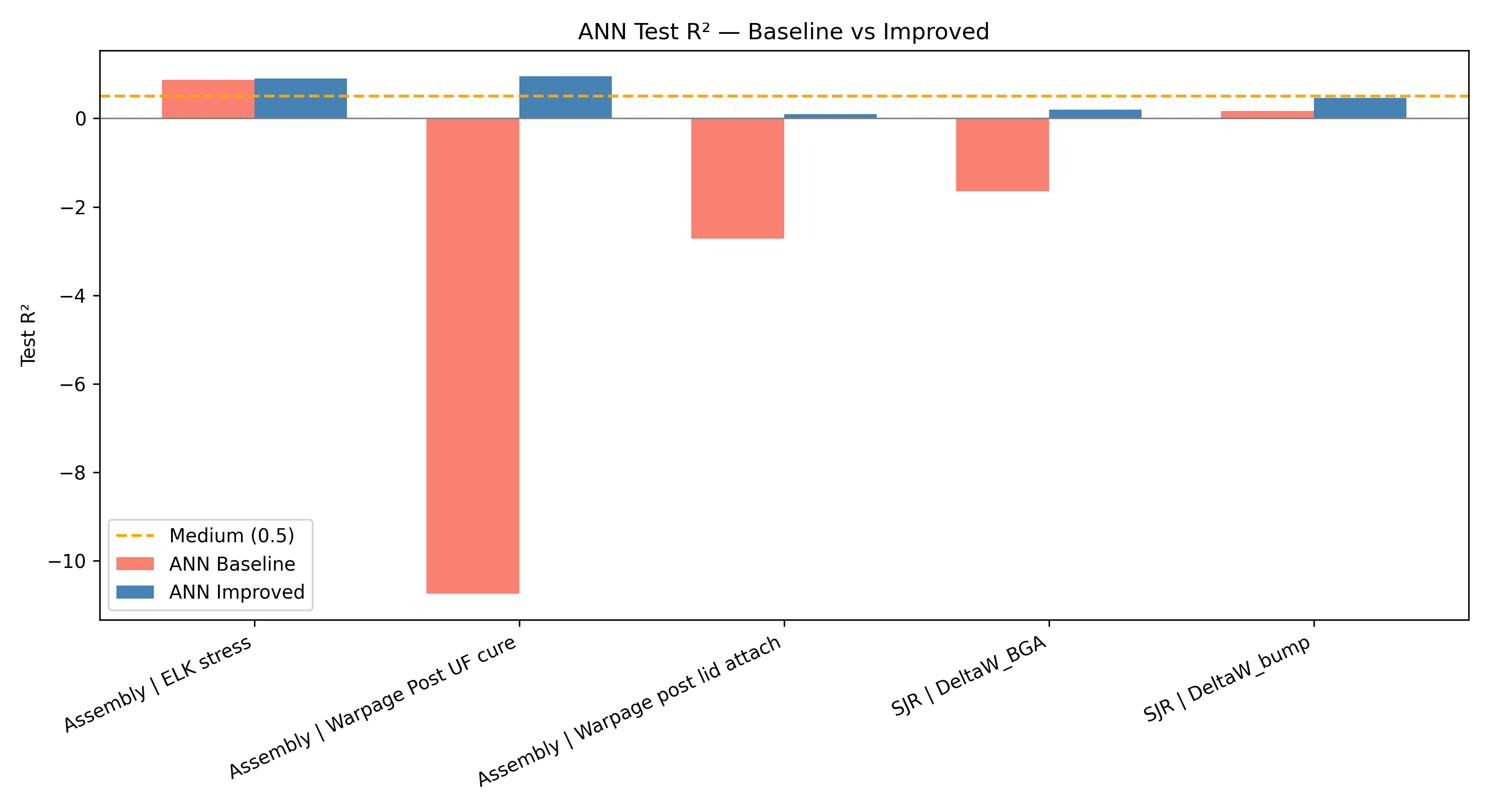 ANN Test R² — Baseline vs Improved
Test R²
0
−2
−4
−6
−8
−10
Medium (0.5)
ANN Baseline
ANN Improved
Assembly | ELK stress
Assembly | Warpage Post UF cure
Assembly | Warpage post lid attach
SJR | DeltaW_BGA
SJR | DeltaW_bump